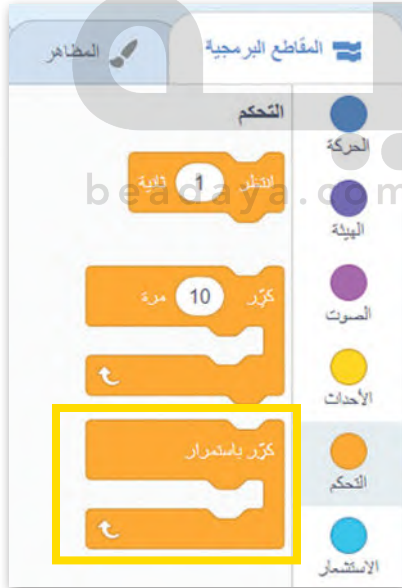 المقاطع البرمجية
المظاهر
التحكم
الحركة
انتظر 1 ثانية
beadaya.com
الهيئة
كرّر 10 مرة
الصوت
الأحداث
كرّر باستمرار
التحكم
الاستشعار